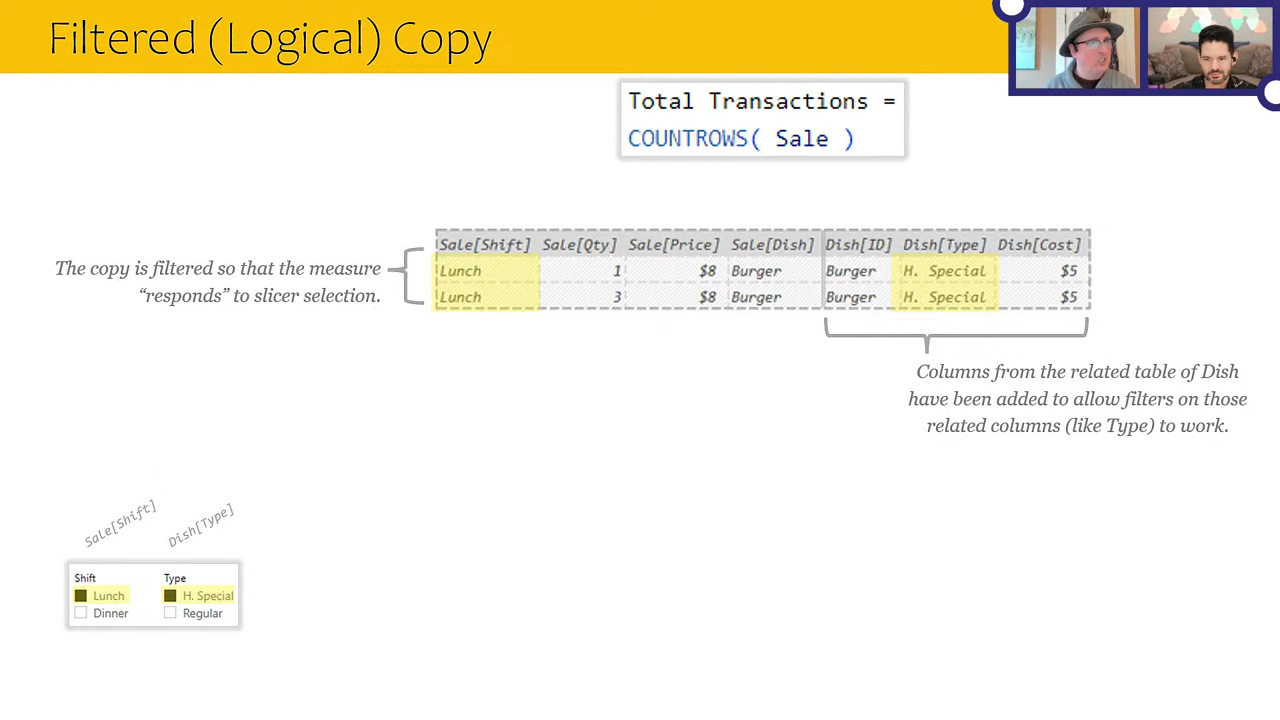 Filtered (Logical) Copy
Total Transactions =
COUNTROWS( Sale )
Sale[Shift] Sale[Qty] Sale[Price] Sale[Dish] Dish[ID] Dish[Type] Dish[Cost]
Lunch 1 $8 Burger Burger H. Special $5
Lunch 3 $8 Burger Burger H. Special $5
The copy is filtered so that the measure
“responds” to slicer selection.
Columns from the related table of Dish
have been added to allow filters on those
related columns (like Type) to work.
Sale[Shift] Dish[Type]
Shift Type
Lunch H. Special
Dinner Regular